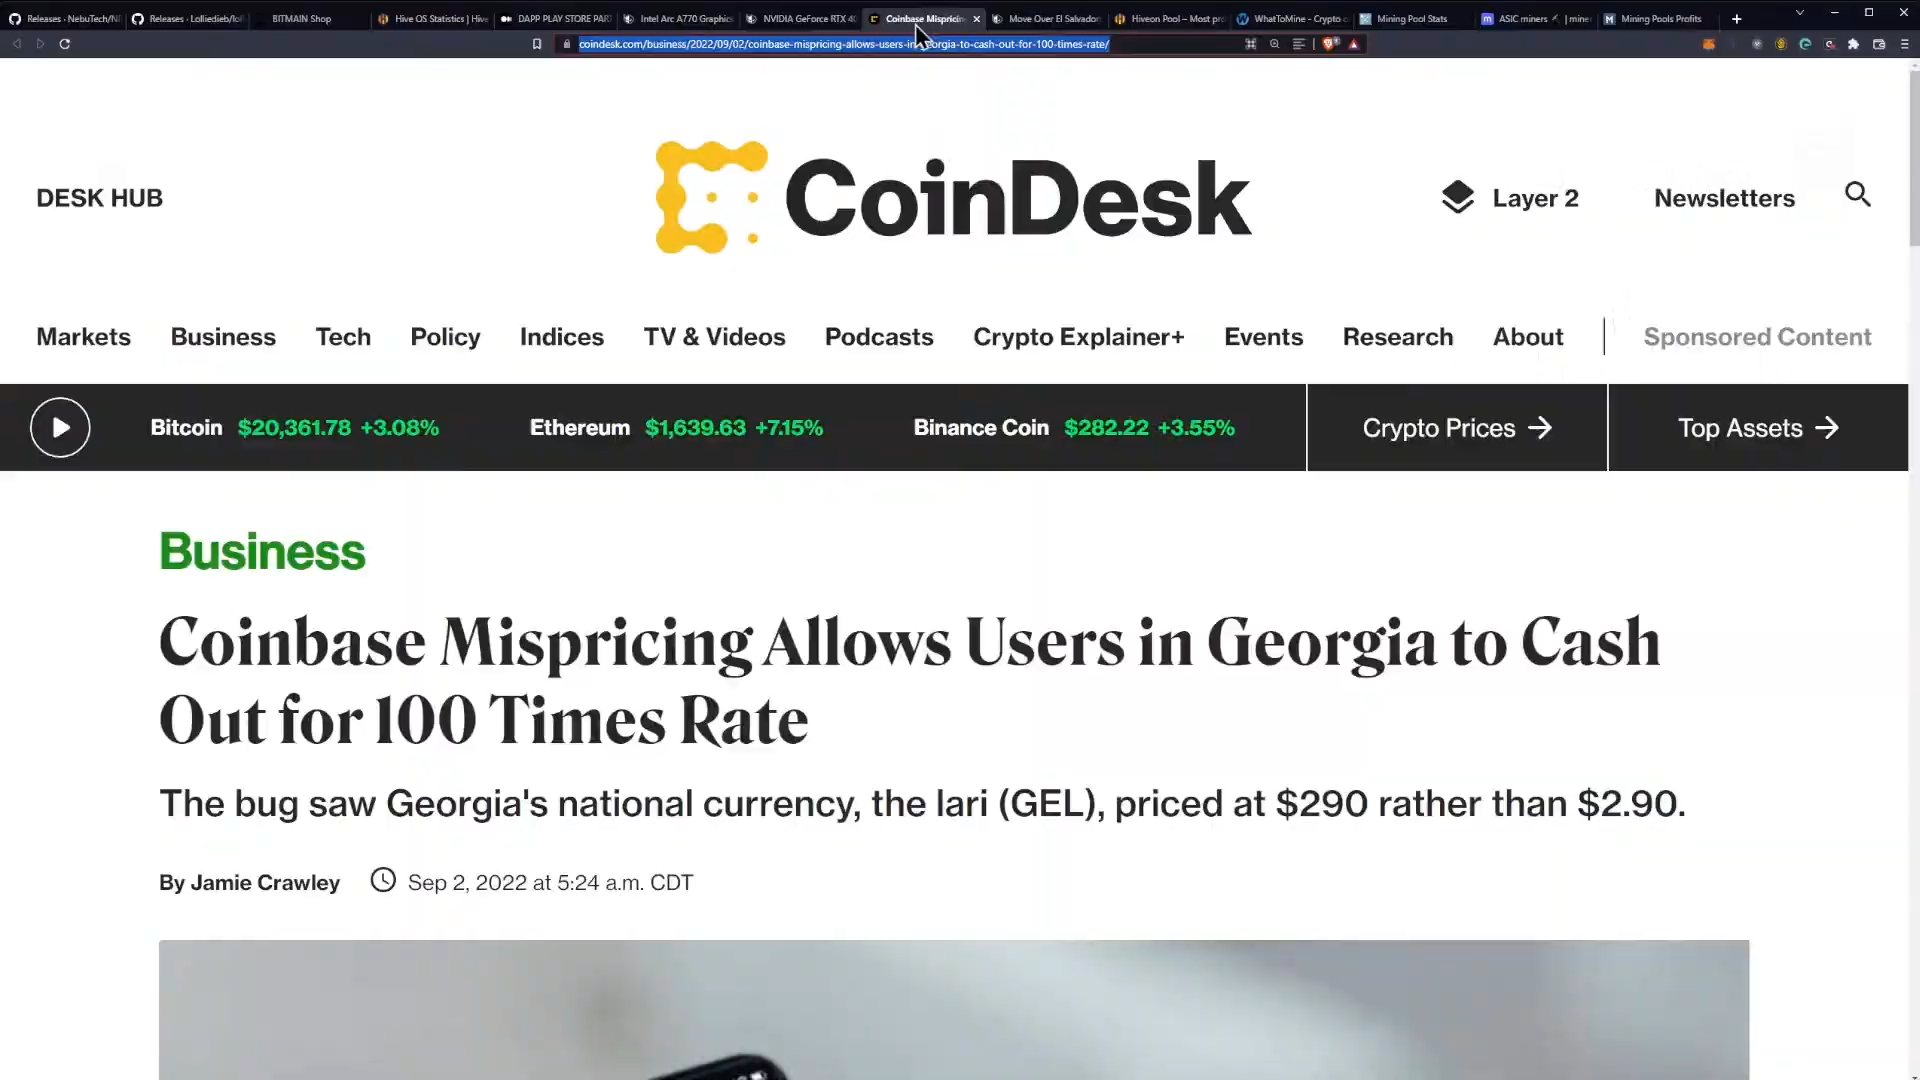 Releases · NebuTech/NI
Releases · Lolliedieb/lol
BITMAIN Shop
Hive OS Statistics | Hive
DAPP PLAY STORE PAR
Intel Arc A770 Graphics
NVIDIA GeForce RTX 40
Coinbase Mispricin
Move Over El Salvador
Hiveon Pool – Most pro
WhatToMine - Crypto c
Mining Pool Stats
ASIC miners
Mining Pools Profits
coindesk.com/business/2022/09/02/coinbase-mispricing-allows-users-in-georgia-to-cash-out-for-100-times-rate/
DESK HUB
CoinDesk
Layer 2
Newsletters
Markets Business Tech Policy Indices TV & Videos Podcasts Crypto Explainer+ Events Research About Sponsored Content
Bitcoin $20,361.78 +3.08% Ethereum $1,639.63 +7.15% Binance Coin $282.22 +3.55% Crypto Prices → Top Assets →
Business
Coinbase Mispricing Allows Users in Georgia to Cash
Out for 100 Times Rate
The bug saw Georgia's national currency, the lari (GEL), priced at $290 rather than $2.90.
By Jamie Crawley Sep 2, 2022 at 5:24 a.m. CDT